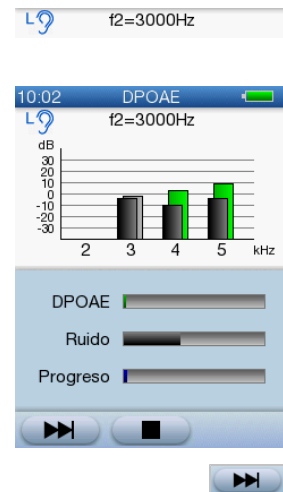 L f2=3000Hz
10:02 DPOAE
L f2=3000Hz
dB
30
20
10
0
-10
-20
-30
2 3 4 5 kHz
DPOAE
Ruido
Progreso